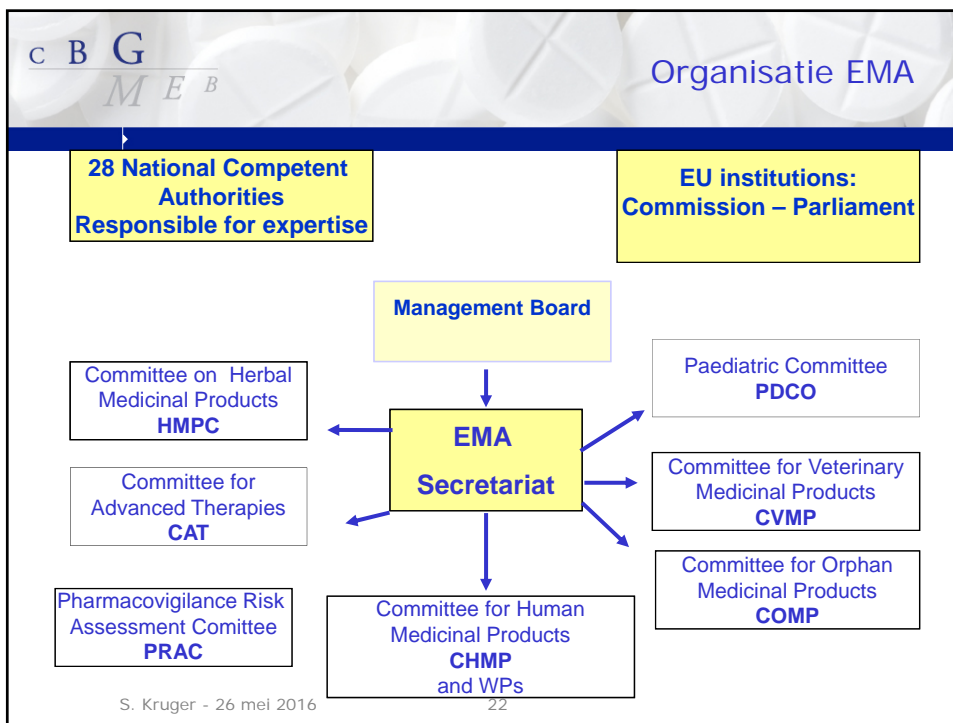 C B G
M E B
Organisatie EMA
28 National Competent
Authorities
Responsible for expertise
EU institutions:
Commission – Parliament
Management Board
Committee on Herbal
Medicinal Products
HMPC
Paediatric Committee
PDCO
EMA
Secretariat
Committee for
Advanced Therapies
CAT
Committee for Veterinary
Medicinal Products
CVMP
Committee for Orphan
Medicinal Products
COMP
Pharmacovigilance Risk
Assessment Comittee
PRAC
Committee for Human
Medicinal Products
CHMP
and WPs
S. Kruger - 26 mei 2016
22